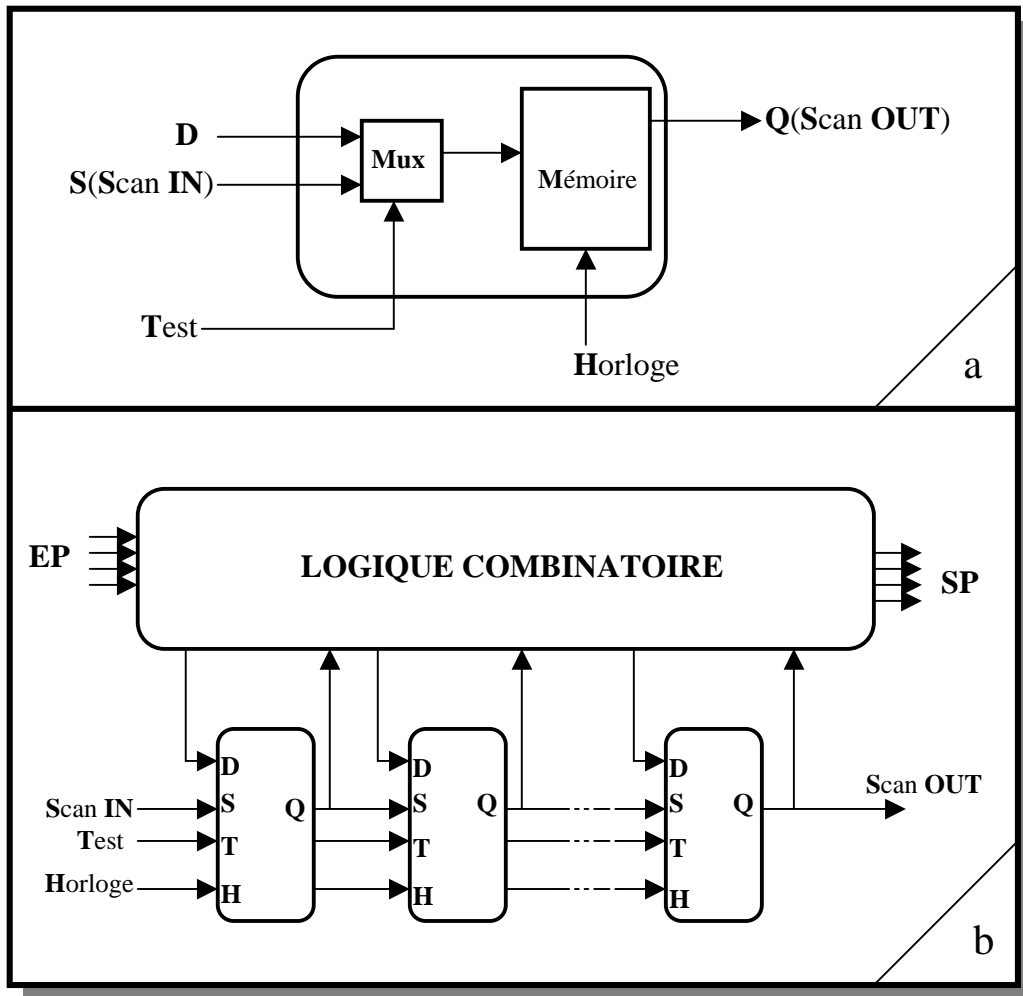 D
Mux
Q(Scan OUT)
S(Scan IN)
Mémoire
Test
Horloge
a
EP
LOGIQUE COMBINATOIRE
SP
D
D
D
Scan IN
S
Q
S
Q
S
Q
Scan OUT
Test
T
T
T
Horloge
H
H
H
b